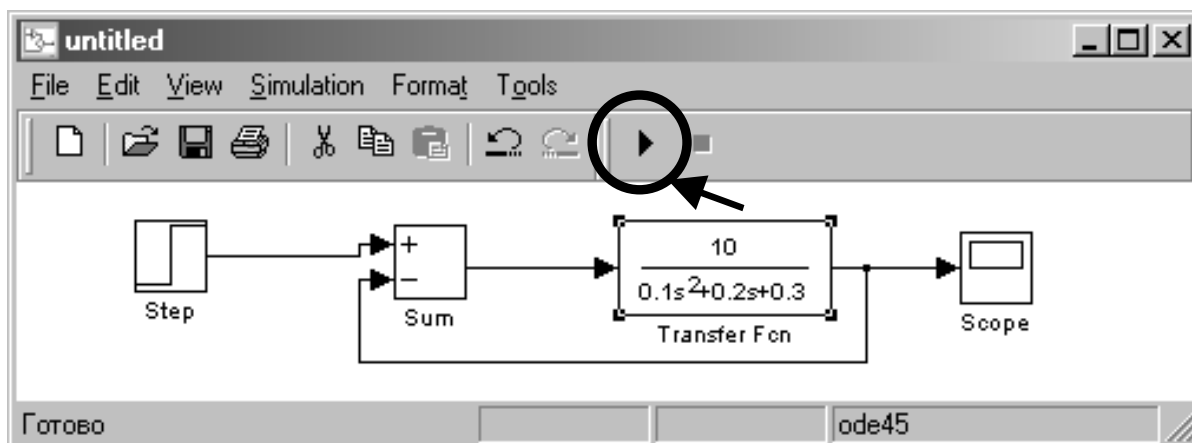 untitled
File Edit View Simulation Format Tools
+
−
10
0.1s²+0.2s+0.3
Step
Sum
Transfer Fcn
Scope
Готово
ode45